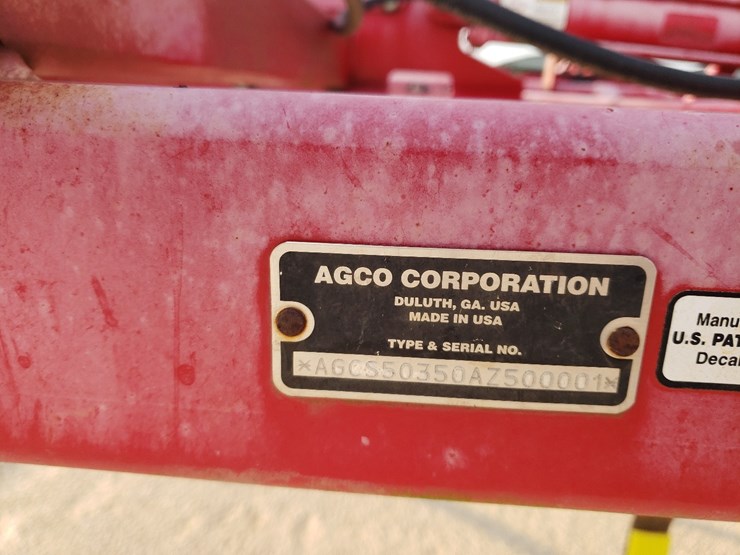 AGCO CORPORATION
DULUTH, GA. USA
MADE IN USA
TYPE & SERIAL NO.
*AGCS50350AZ500001*
Manu
U.S. PAT
Decal